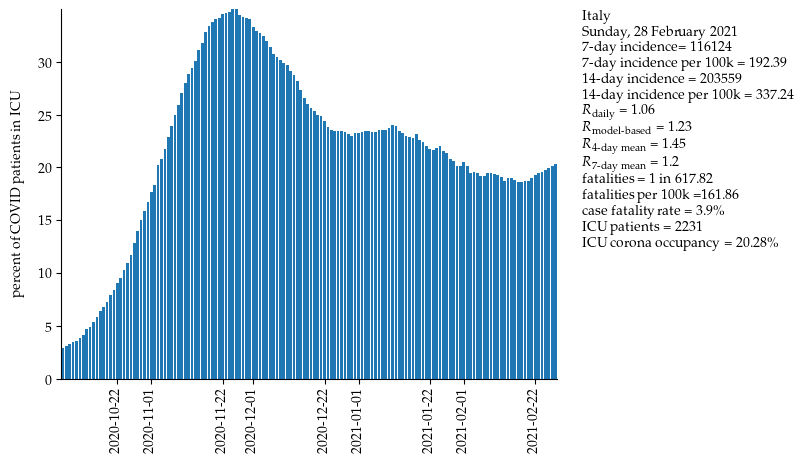 Italy
Sunday, 28 February 2021
7-day incidence= 116124
7-day incidence per 100k = 192.39
14-day incidence = 203559
14-day incidence per 100k = 337.24
R daily = 1.06
R model-based = 1.23
R 4-day mean = 1.45
R 7-day mean = 1.2
fatalities = 1 in 617.82
fatalities per 100k =161.86
case fatality rate = 3.9%
ICU patients = 2231
ICU corona occupancy = 20.28%
percent of COVID patients in ICU
30
25
20
15
10
5
0
2020-10-22
2020-11-01
2020-11-22
2020-12-01
2020-12-22
2021-01-01
2021-01-22
2021-02-01
2021-02-22